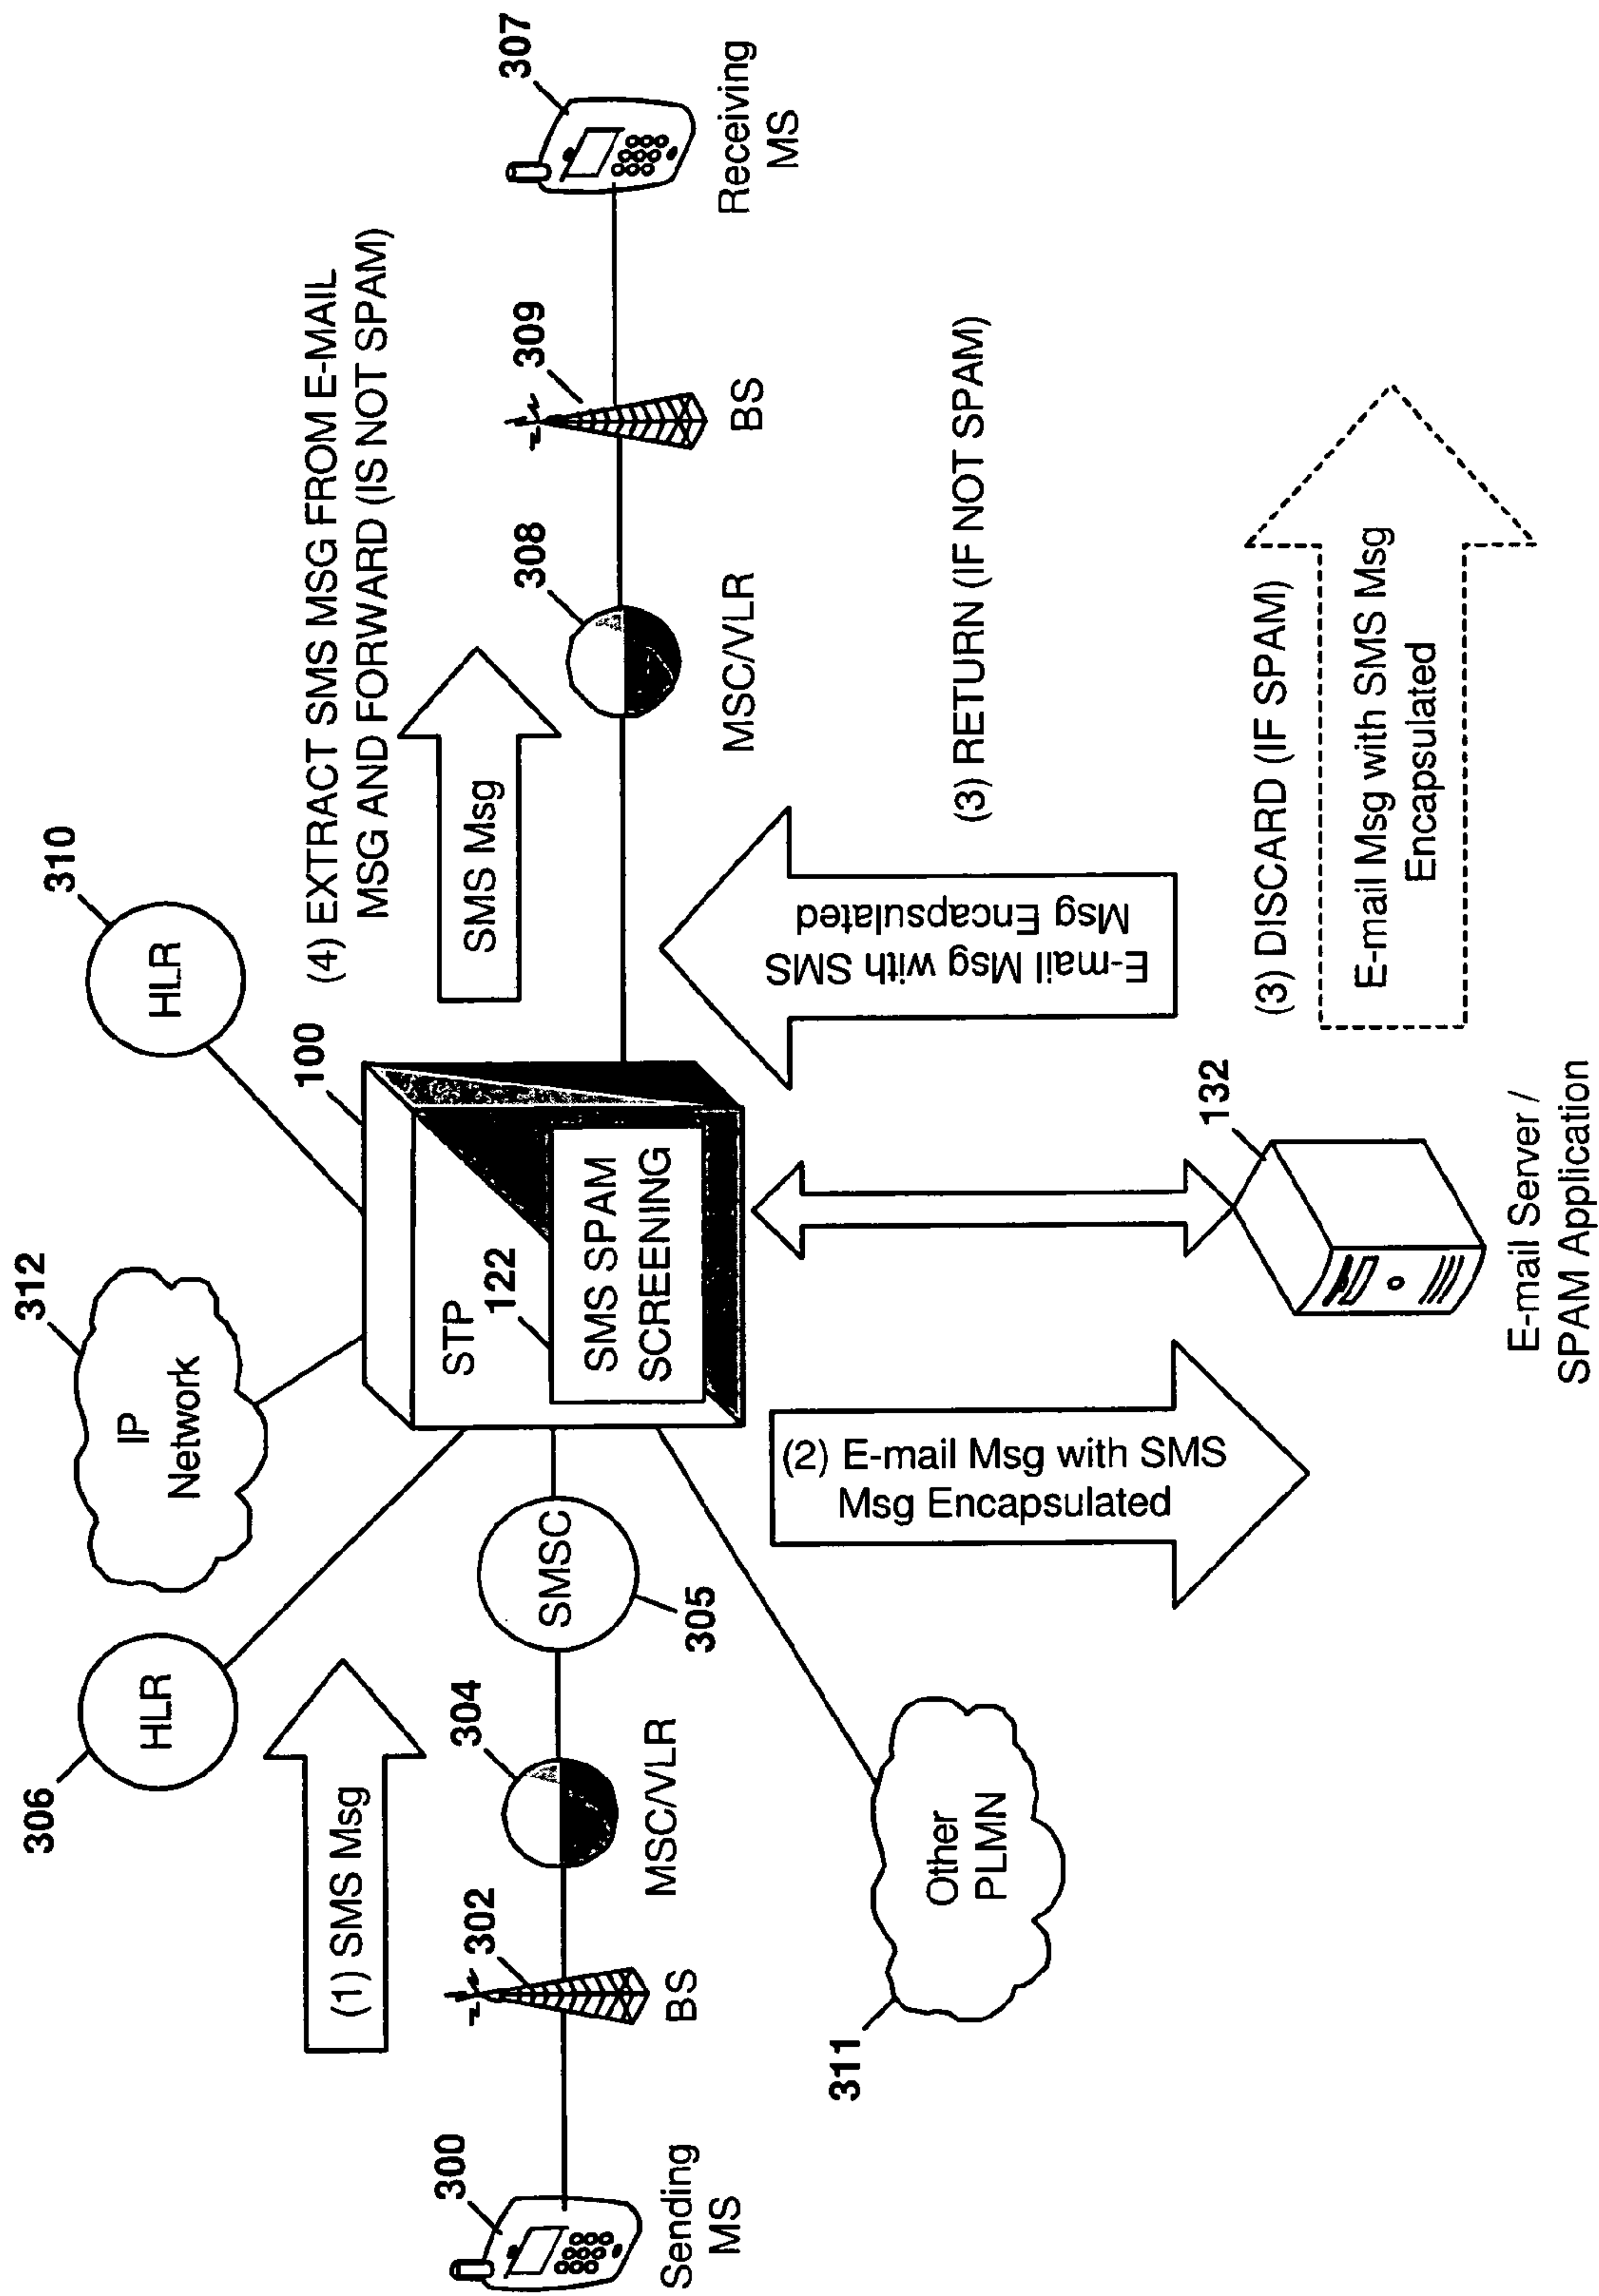 312
IP
Network
310
HLR
306
HLR
(4) EXTRACT SMS MSG FROM E-MAIL
MSG AND FORWARD (IS NOT SPAM)
(1) SMS Msg
SMS Msg
100
STP
122
SMS SPAM
SCREENING
300
Sending
MS
302
BS
304
MSC/VLR
SMSC
305
308
MSC/VLR
309
BS
307
Receiving
MS
311
Other
PLMN
(2) E-mail Msg with SMS
Msg Encapsulated
E-mail Msg with SMS
Msg Encapsulated
(3) RETURN (IF NOT SPAM)
132
E-mail Server /
SPAM Application
(3) DISCARD (IF SPAM)
E-mail Msg with SMS Msg
Encapsulated